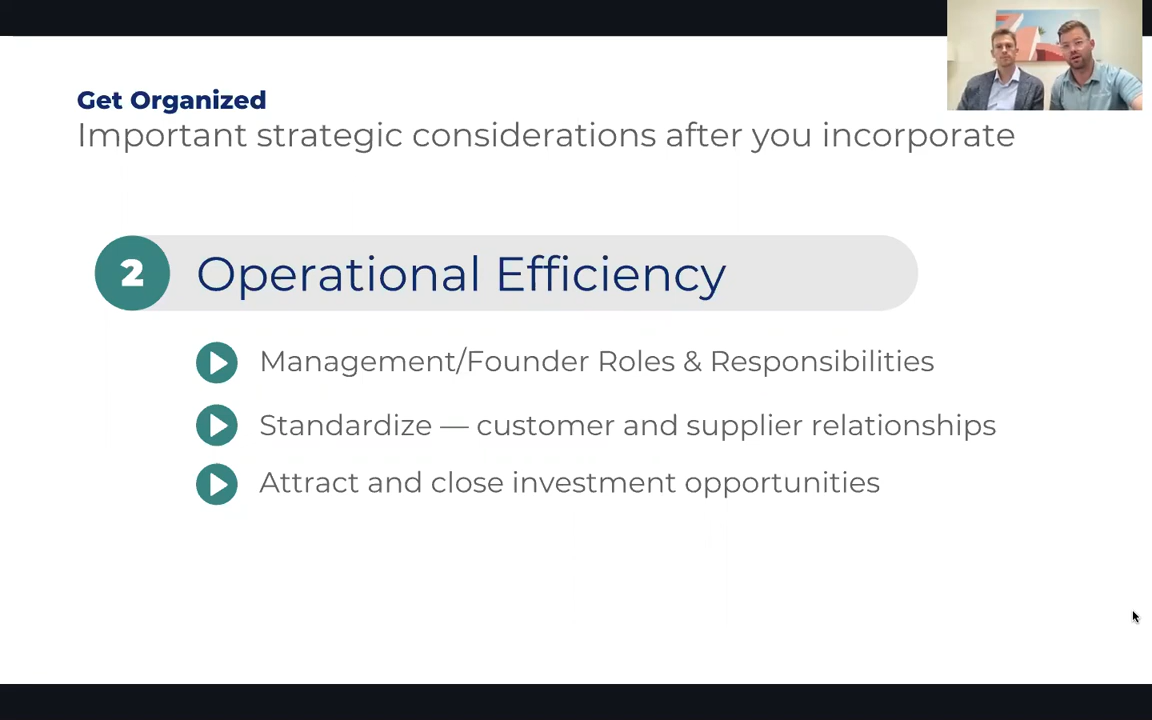 Get Organized
Important strategic considerations after you incorporate
2 Operational Efficiency
Management/Founder Roles & Responsibilities
Standardize — customer and supplier relationships
Attract and close investment opportunities